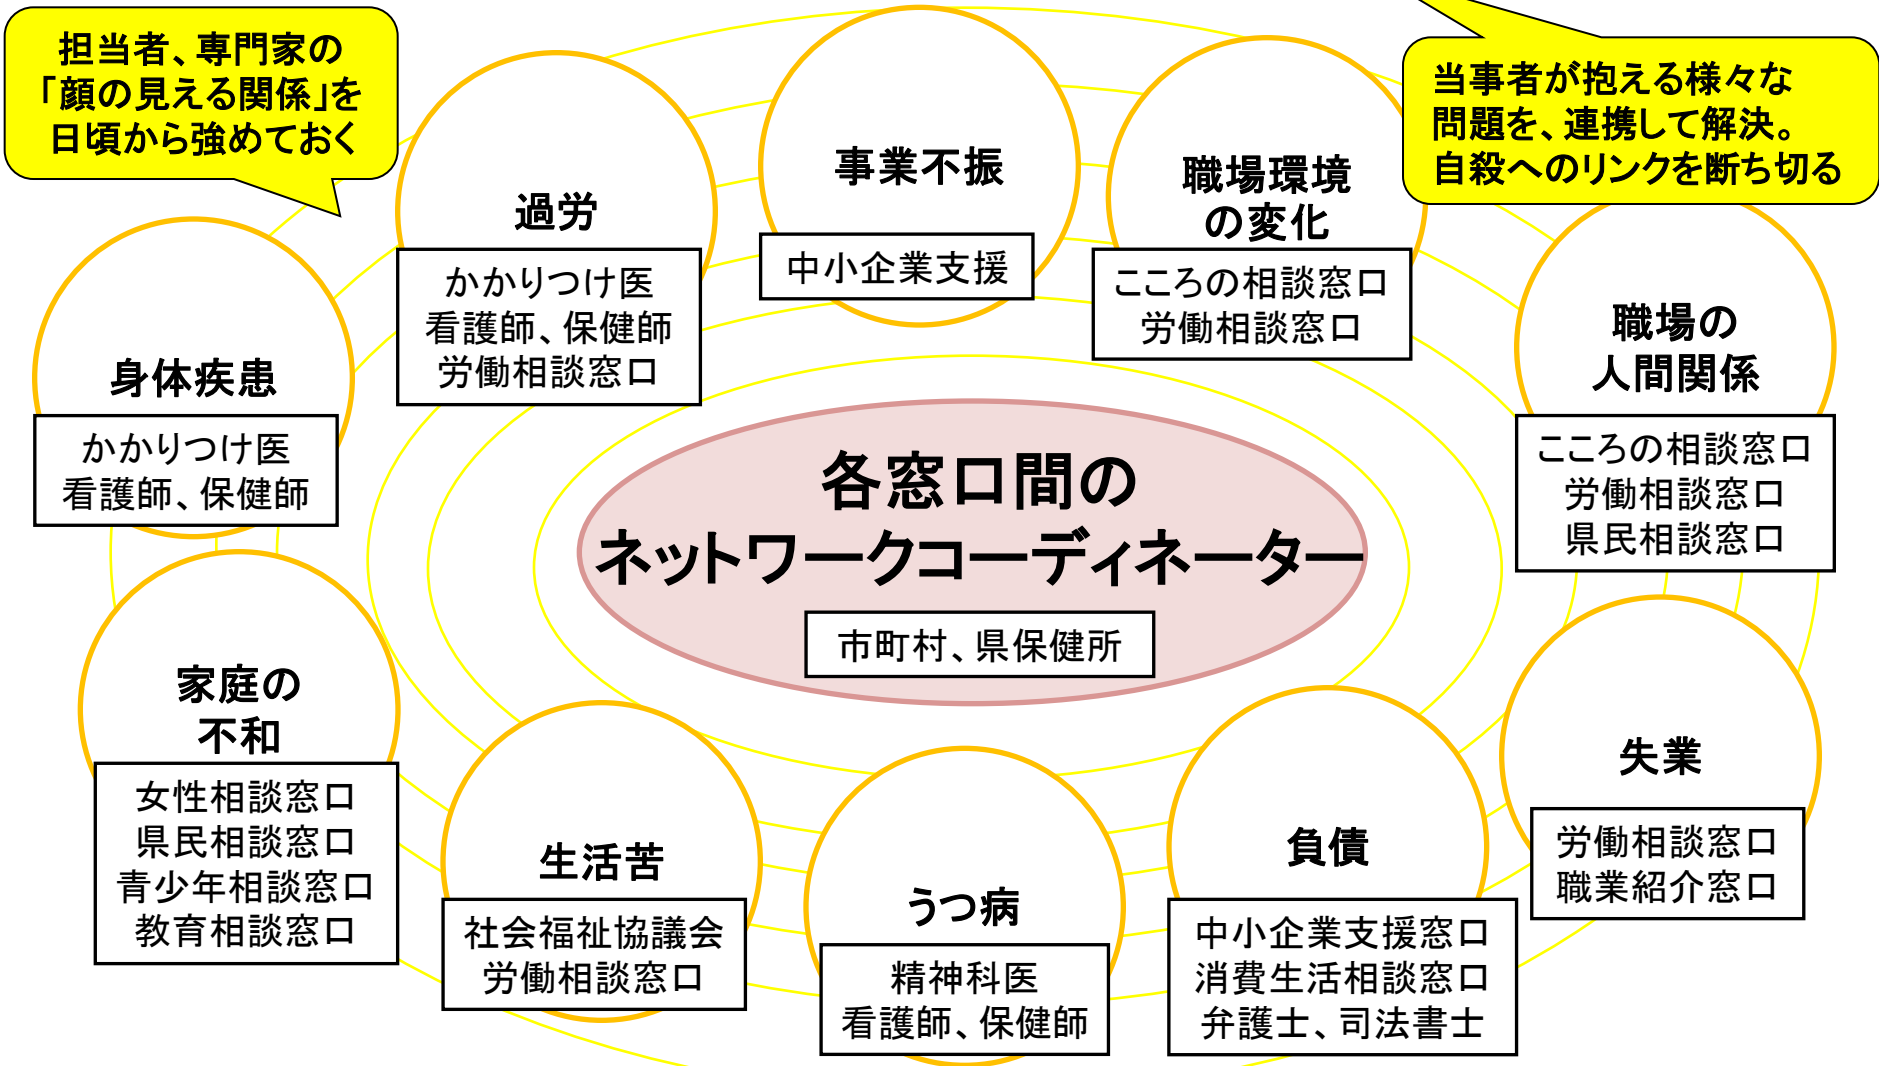 担当者、専門家の
「顔の見える関係」を
日頃から強めておく
当事者が抱える様々な
問題を、連携して解決。
自殺へのリンクを断ち切る
過労
かかりつけ医
看護師、保健師
労働相談窓口
事業不振
中小企業支援
職場環境
の変化
こころの相談窓口
労働相談窓口
職場の
人間関係
こころの相談窓口
労働相談窓口
県民相談窓口
身体疾患
かかりつけ医
看護師、保健師
各窓口間の
ネットワークコーディネーター
市町村、県保健所
家庭の
不和
女性相談窓口
県民相談窓口
青少年相談窓口
教育相談窓口
生活苦
社会福祉協議会
労働相談窓口
うつ病
精神科医
看護師、保健師
負債
中小企業支援窓口
消費生活相談窓口
弁護士、司法書士
失業
労働相談窓口
職業紹介窓口